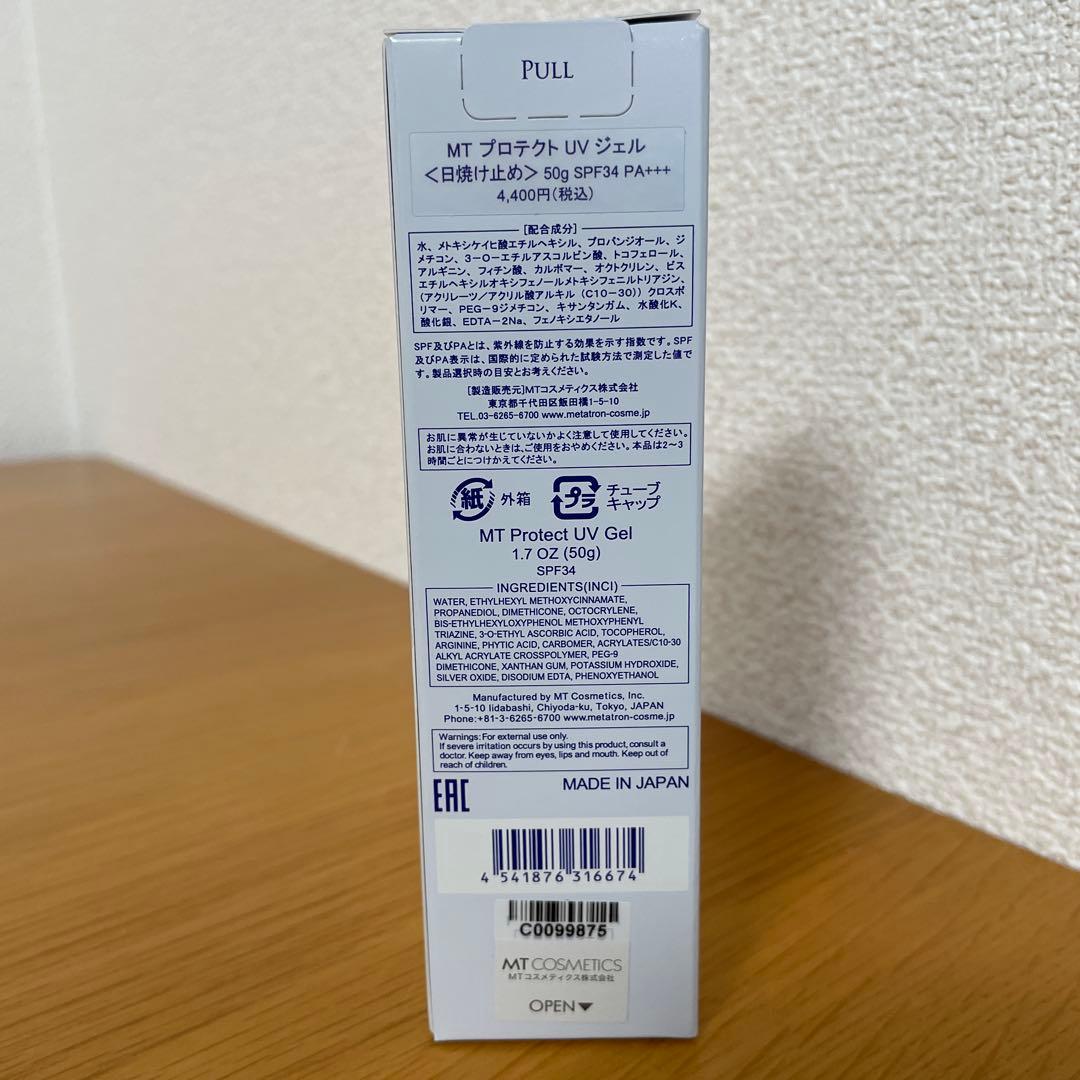 PULL
MT プロテクト UV ジェル
＜日焼け止め＞ 50g SPF34 PA+++
4,400円(税込)
[配合成分]
水、メトキシケイヒ酸エチルヘキシル、プロパンジオール、ジ
メチコン、3－O－エチルアスコルビン酸、トコフェロール、
アルギニン、フィチン酸、カルボマー、オクトクリレン、ビス
エチルヘキシルオキシフェノールメトキシフェニルトリアジン、
(アクリレーツ／アクリル酸アルキル（C10－30）) クロスポ
リマー、PEG－9ジメチコン、キサンタンガム、水酸化K、
酸化銀、EDTA－2Na、フェノキシエタノール
SPF及びPAとは、紫外線を防止する効果を示す指数です。SPF
及びPA表示は、国際的に定められた試験方法で測定した値で
す。製品選択時の目安とお考えください。
[製造販売元]MTコスメティクス株式会社
東京都千代田区飯田橋1-5-10
TEL.03-6265-6700 www.metatron-cosme.jp
お肌に異常が生じていないかよく注意して使用してください。
お肌に合わないときは、ご使用をおやめください。本品は2～3
時間ごとにつけかえてください。
紙 外箱 プラ チューブ
キャップ
MT Protect UV Gel
1.7 OZ (50g)
SPF34
INGREDIENTS(INCI)
WATER, ETHYLHEXYL METHOXYCINNAMATE,
PROPANEDIOL, DIMETHICONE, OCTOCRYLENE,
BIS-ETHYLHEXYLOXYPHENOL METHOXYPHENYL
TRIAZINE, 3-O-ETHYL ASCORBIC ACID, TOCOPHEROL,
ARGININE, PHYTIC ACID, CARBOMER, ACRYLATES/C10-30
ALKYL ACRYLATE CROSSPOLYMER, PEG-9
DIMETHICONE, XANTHAN GUM, POTASSIUM HYDROXIDE,
SILVER OXIDE, DISODIUM EDTA, PHENOXYETHANOL
Manufactured by MT Cosmetics, Inc.
1-5-10 Iidabashi, Chiyoda-ku, Tokyo, JAPAN
Phone:+81-3-6265-6700 www.metatron-cosme.jp
Warnings: For external use only.
If severe irritation occurs by using this product, consult a
doctor. Keep away from eyes, lips and mouth. Keep out of
reach of children.
EAC MADE IN JAPAN
4 541876 316674
C0099875
MT COSMETICS
MTコスメティクス株式会社
OPEN▼